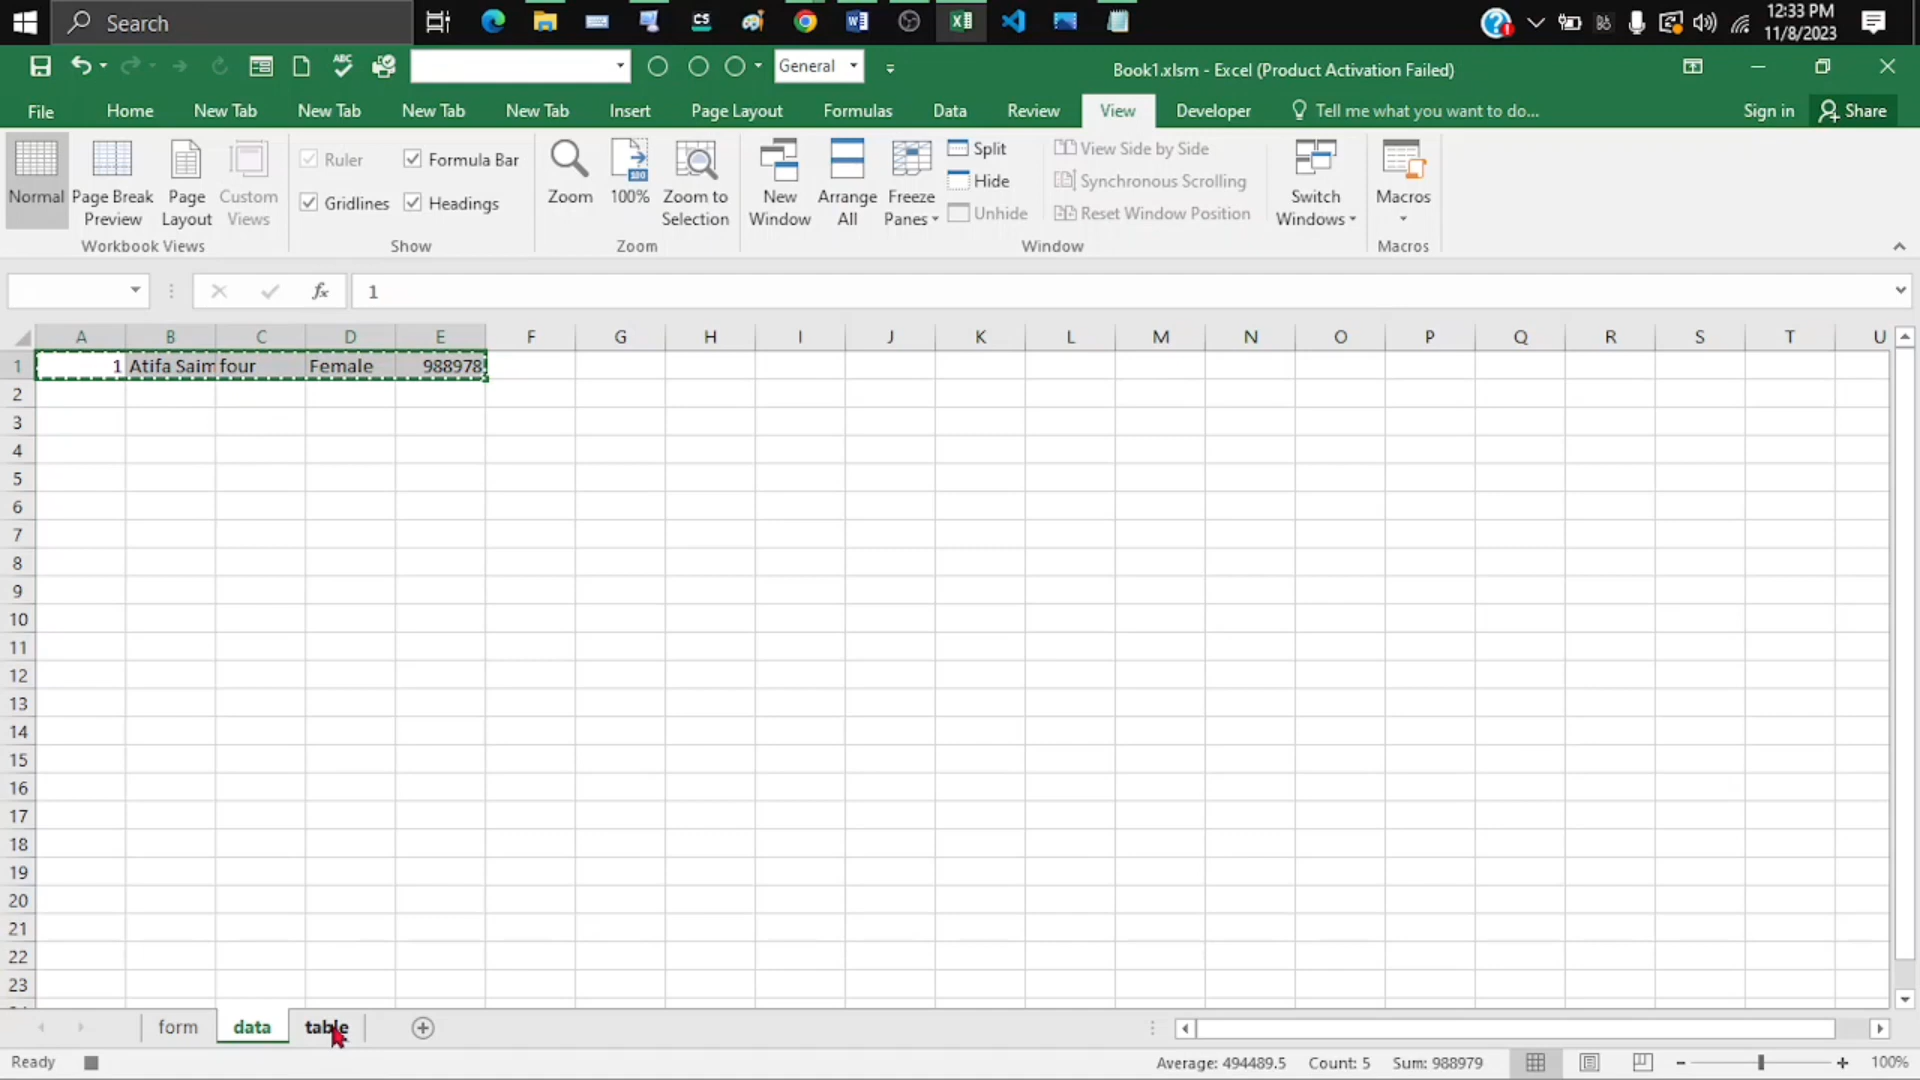 Search
12:33 PM
11/8/2023
General
Book1.xlsm - Excel (Product Activation Failed)
File Home New Tab New Tab New Tab New Tab Insert Page Layout Formulas Data Review View Developer Tell me what you want to do... Sign in Share
Normal Page Break Preview Page Layout Custom Views
Workbook Views
Ruler Formula Bar
Gridlines Headings
Show
Zoom 100% Zoom to Selection
Zoom
New Window Arrange All Freeze Panes
Split
Hide
Unhide
View Side by Side
Synchronous Scrolling
Reset Window Position
Switch Windows
Window
Macros
Macros
fx 1
A B C D E F G H I J K L M N O P Q R S T U
1 1 Atifa Saim four Female 988978
2
3
4
5
6
7
8
9
10
11
12
13
14
15
16
17
18
19
20
21
22
23
form data table
Ready Average: 494489.5 Count: 5 Sum: 988979 100%